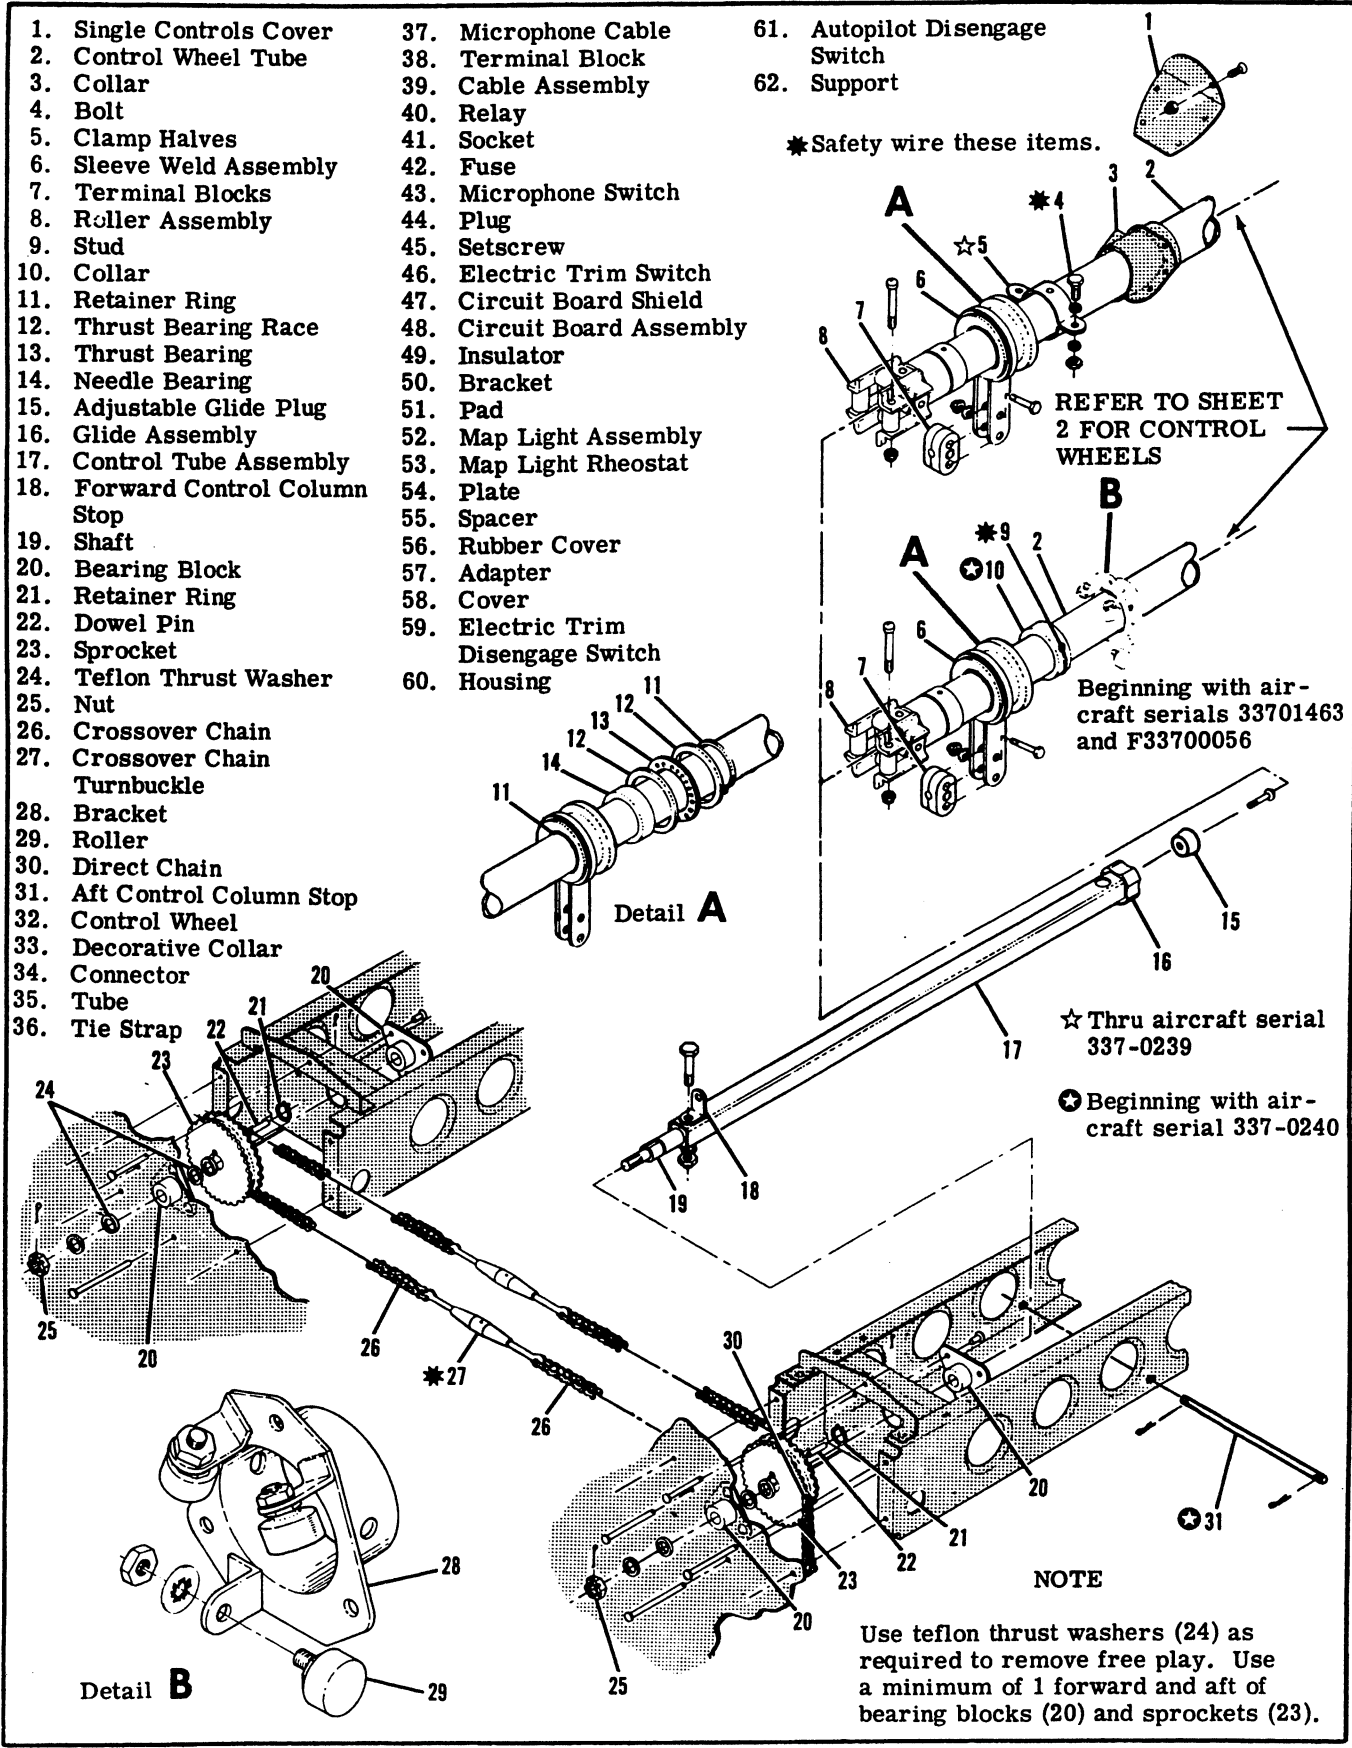 1. Single Controls Cover
2. Control Wheel Tube
3. Collar
4. Bolt
5. Clamp Halves
6. Sleeve Weld Assembly
7. Terminal Blocks
8. Roller Assembly
9. Stud
10. Collar
11. Retainer Ring
12. Thrust Bearing Race
13. Thrust Bearing
14. Needle Bearing
15. Adjustable Glide Plug
16. Glide Assembly
17. Control Tube Assembly
18. Forward Control Column
Stop
19. Shaft
20. Bearing Block
21. Retainer Ring
22. Dowel Pin
23. Sprocket
24. Teflon Thrust Washer
25. Nut
26. Crossover Chain
27. Crossover Chain
Turnbuckle
28. Bracket
29. Roller
30. Direct Chain
31. Aft Control Column Stop
32. Control Wheel
33. Decorative Collar
34. Connector
35. Tube
36. Tie Strap
37. Microphone Cable
38. Terminal Block
39. Cable Assembly
40. Relay
41. Socket
42. Fuse
43. Microphone Switch
44. Plug
45. Setscrew
46. Electric Trim Switch
47. Circuit Board Shield
48. Circuit Board Assembly
49. Insulator
50. Bracket
51. Pad
52. Map Light Assembly
53. Map Light Rheostat
54. Plate
55. Spacer
56. Rubber Cover
57. Adapter
58. Cover
59. Electric Trim
Disengage Switch
60. Housing
61. Autopilot Disengage
Switch
62. Support
✷Safety wire these items.
1
2
3
✷4
A
☆5
6
7
8
REFER TO SHEET
2 FOR CONTROL
WHEELS
B
✷9
2
A
✪10
6
7
8
Beginning with air-
craft serials 33701463
and F33700056
11
12
13
12
14
11
Detail A
15
16
17
☆Thru aircraft serial
337-0239
✪Beginning with air-
craft serial 337-0240
18
19
20
21
22
23
24
25
20
26
✷27
26
30
20
✪31
21
22
23
20
25
28
29
Detail B
NOTE
Use teflon thrust washers (24) as
required to remove free play. Use
a minimum of 1 forward and aft of
bearing blocks (20) and sprockets (23).